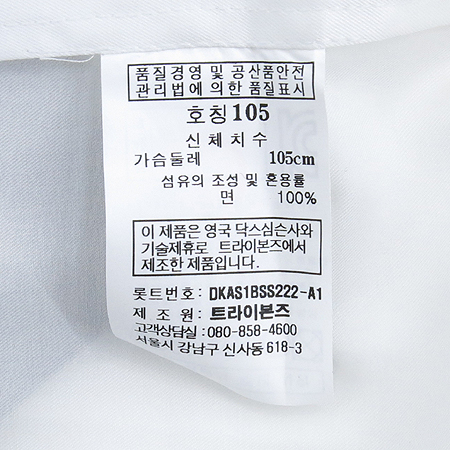 품질경영 및 공산품안전
관리법에 의한 품질표시
호칭105
신체치수
가슴둘레 105cm
섬유의 조성 및 혼용률
면 100%
이 제품은 영국 닥스심슨사와
기술제휴로 트라이본즈에서
제조한 제품입니다.
롯트번호: DKAS1BSS222-A1
제 조 원: 트라이본즈
고객상담실: 080-858-4600
서울시 강남구 신사동 618-3